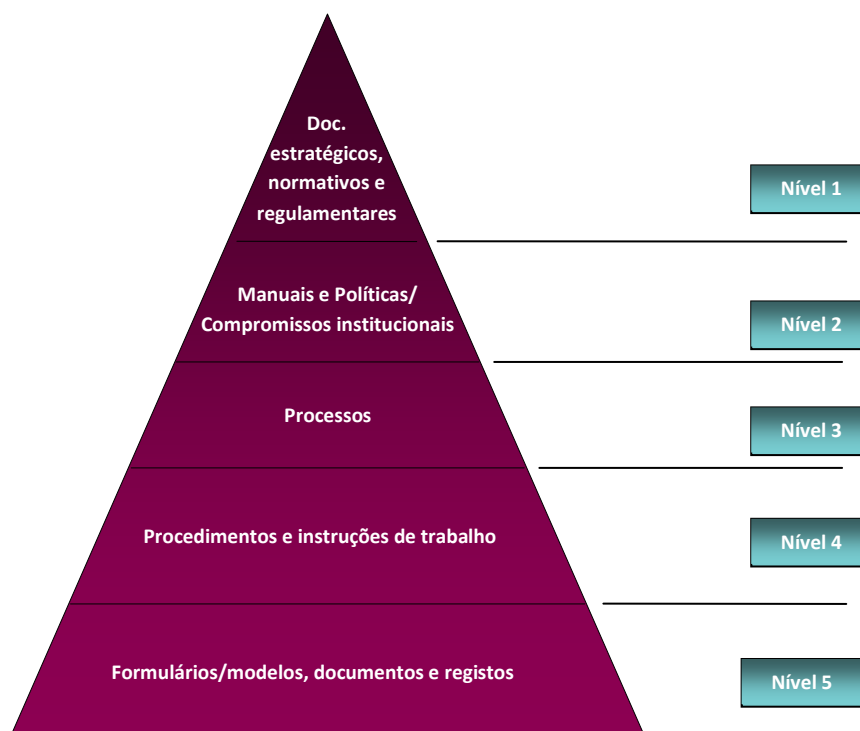 Doc.
estratégicos,
normativos e
regulamentares
Nível 1
Manuais e Políticas/
Compromissos institucionais
Nível 2
Processos
Nível 3
Procedimentos e instruções de trabalho
Nível 4
Formulários/modelos, documentos e registos
Nível 5